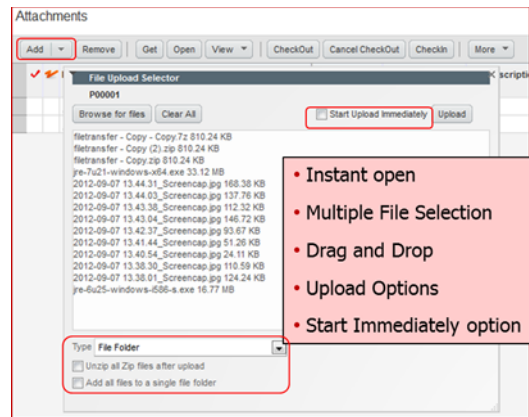 Attachments
Add Remove Get Open View CheckOut Cancel CheckOut CheckIn More
File Upload Selector X scriptio
P00001
Browse for files Clear All Start Upload Immediately Upload
filetransfer - Copy - Copy.7z 810.24 KB
filetransfer - Copy (2).zip 810.24 KB
filetransfer - Copy.zip 810.24 KB
jre-7u21-windows-x64.exe 33.12 MB
2012-09-07 13.44.31_Screencap.jpg 168.38 KB
2012-09-07 13.44.03_Screencap.jpg 137.76 KB
2012-09-07 13.43.38_Screencap.jpg 112.32 KB
2012-09-07 13.43.04_Screencap.jpg 146.72 KB
2012-09-07 13.42.37_Screencap.jpg 93.67 KB
2012-09-07 13.41.44_Screencap.jpg 51.26 KB
2012-09-07 13.40.54_Screencap.jpg 24.11 KB
2012-09-07 13.38.30_Screencap.jpg 110.59 KB
2012-09-07 13.38.01_Screencap.jpg 124.24 KB
jre-6u25-windows-i586-s.exe 16.77 MB
• Instant open
• Multiple File Selection
• Drag and Drop
• Upload Options
• Start Immediately option
Type File Folder
Unzip all Zip files after upload
Add all files to a single file folder